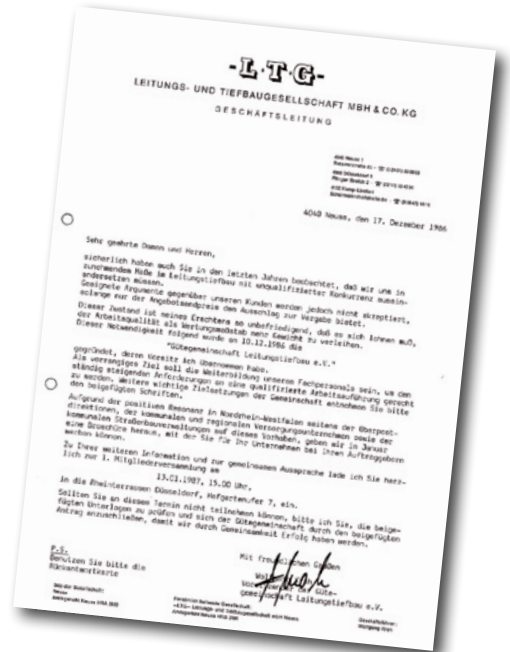 -L·T·G-
LEITUNGS- UND TIEFBAUGESELLSCHAFT MBH & CO. KG
GESCHÄFTSLEITUNG
4040 Neuss, den 17. Dezember 1986
Sehr geehrte Damen und Herren,
sicherlich haben auch Sie in den letzten Jahren beobachtet, daß wir uns in
zunehmendem Maße im Leitungstiefbau mit unqualifizierter Konkurrenz ausein-
andersetzen müssen.
Geeignete Argumente gegenüber unseren Kunden werden jedoch nicht akzeptiert,
solange nur der Angebotsendpreis den Ausschlag zur Vergabe bietet.
Dieser Zustand ist meines Erachtens so unbefriedigend, daß es sich lohnen muß,
der Arbeitsqualität als Wertungsmaßstab mehr Gewicht zu verleihen.
Dieser Notwendigkeit folgend wurde am 10.12.1986 die
"Gütegemeinschaft Leitungstiefbau e.V."
gegründet, deren Vorsitz ich übernommen habe.
Als vorrangiges Ziel soll die Weiterbildung unseres Fachpersonals sein, um den
ständig steigenden Anforderungen an eine qualifizierte Arbeitsausführung gerecht
zu werden. Weitere wichtige Zielsetzungen der Gemeinschaft entnehmen Sie bitte
den beigefügten Schriften.
Aufgrund der positiven Resonanz in Nordrhein-Westfalen seitens der Oberpost-
direktionen, der kommunalen und regionalen Versorgungsunternehmen sowie der
kommunalen Straßenbauverwaltungen auf dieses Vorhaben, geben wir im Januar
eine Broschüre heraus, mit der Sie für Ihr Unternehmen bei Ihren Auftraggebern
werben können.
Zu Ihrer weiteren Information und zur gemeinsamen Aussprache lade ich Sie herz-
lich zur 1. Mitgliederversammlung am
13.01.1987, 15.00 Uhr,
in die Rheinterrassen Düsseldorf, Hofgartenufer 7, ein.
Sollten Sie an diesem Termin nicht teilnehmen können, bitte ich Sie, die beige-
fügten Unterlagen zu prüfen und sich der Gütegemeinschaft durch den beigefügten
Antrag anzuschließen, damit wir durch Gemeinsamkeit Erfolg haben werden.
Mit freundlichen Grüßen
P.S.
Benutzen Sie bitte die
Rückantwortkarte
Vorsitzender der Güte-
gemeinschaft Leitungstiefbau e.V.